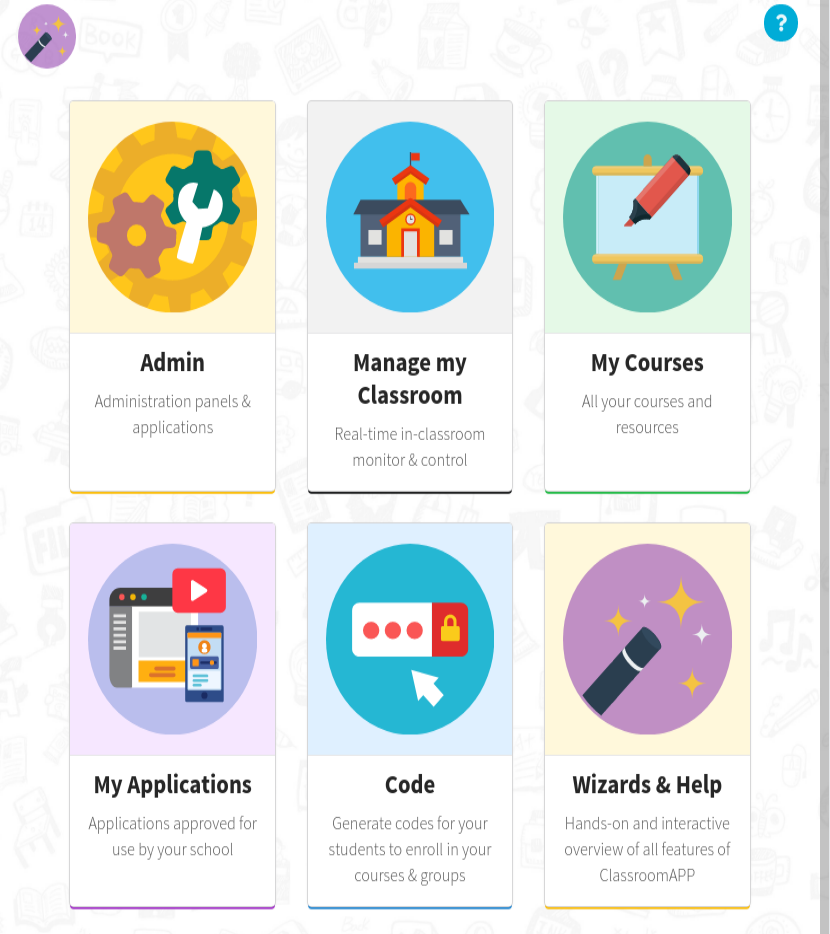 Book
?
Admin
Administration panels &
applications
Manage my
Classroom
Real-time in-classroom
monitor & control
My Courses
All your courses and
resources
My Applications
Applications approved for
use by your school
Code
Generate codes for your
students to enroll in your
courses & groups
Wizards & Help
Hands-on and interactive
overview of all features of
ClassroomAPP